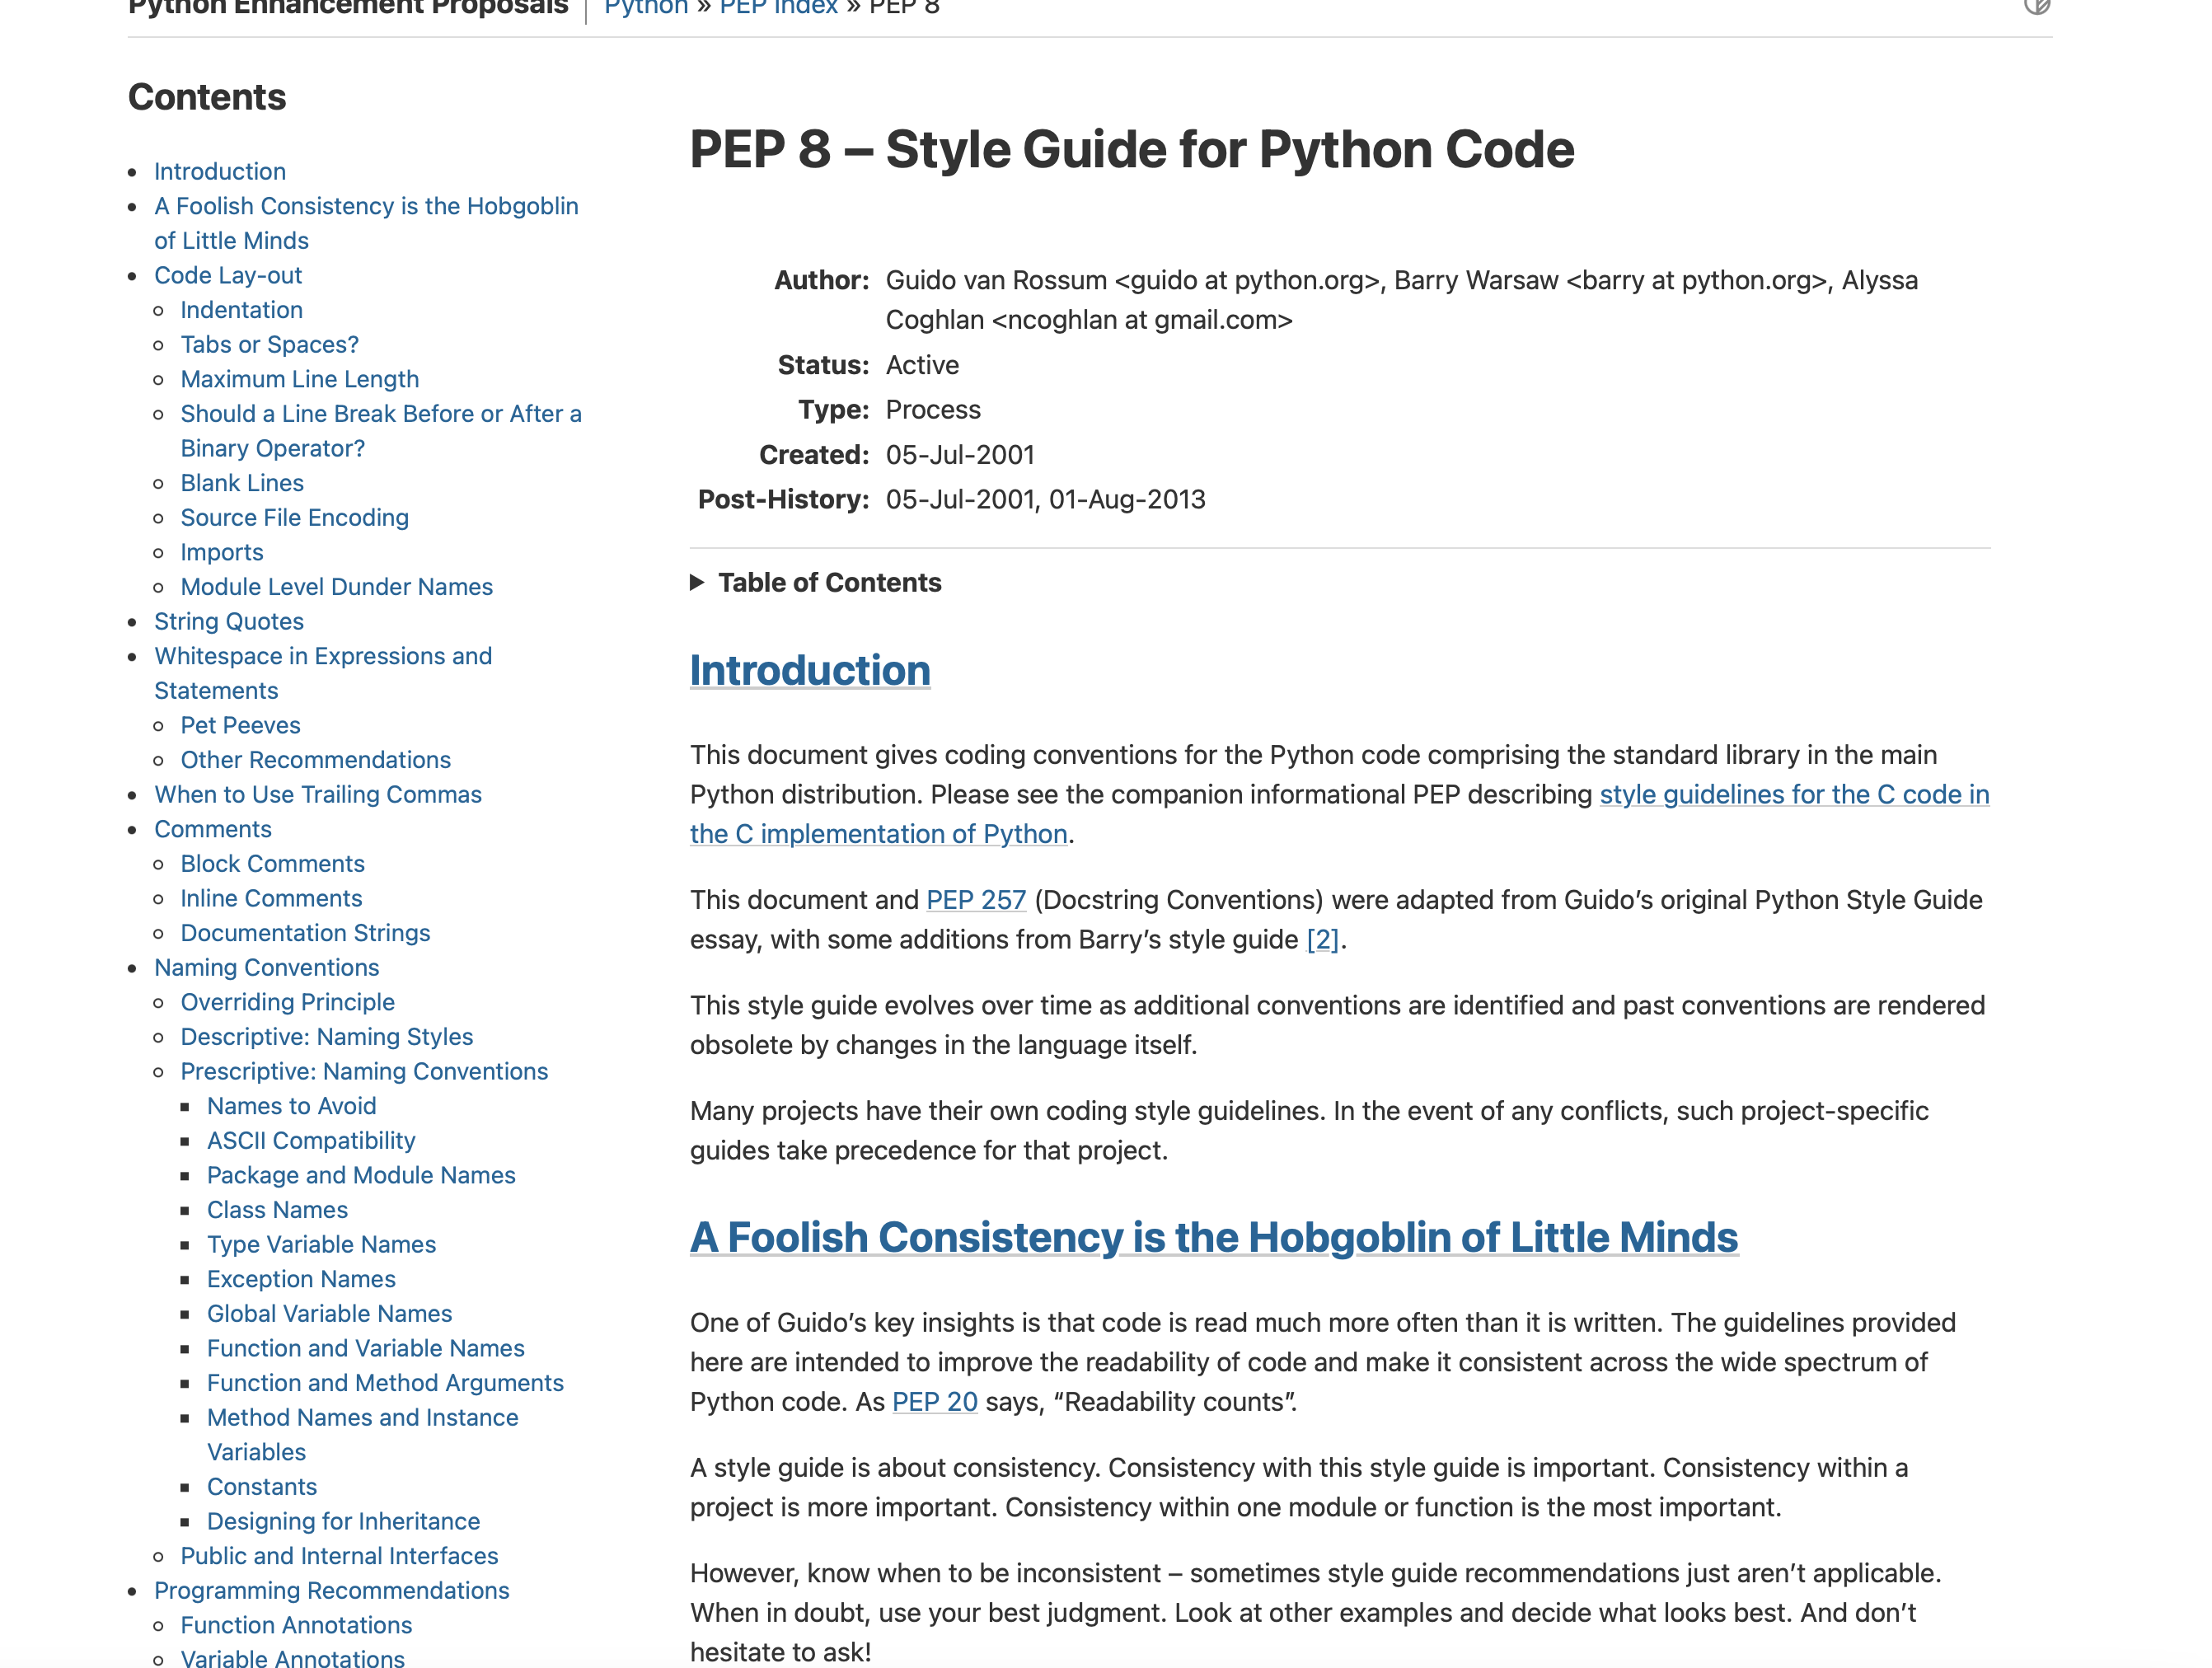 Python Enhancement Proposals | Python » PEP Index » PEP 8
Contents
Introduction
A Foolish Consistency is the Hobgoblin
of Little Minds
Code Lay-out
Indentation
Tabs or Spaces?
Maximum Line Length
Should a Line Break Before or After a
Binary Operator?
Blank Lines
Source File Encoding
Imports
Module Level Dunder Names
String Quotes
Whitespace in Expressions and
Statements
Pet Peeves
Other Recommendations
When to Use Trailing Commas
Comments
Block Comments
Inline Comments
Documentation Strings
Naming Conventions
Overriding Principle
Descriptive: Naming Styles
Prescriptive: Naming Conventions
Names to Avoid
ASCII Compatibility
Package and Module Names
Class Names
Type Variable Names
Exception Names
Global Variable Names
Function and Variable Names
Function and Method Arguments
Method Names and Instance
Variables
Constants
Designing for Inheritance
Public and Internal Interfaces
Programming Recommendations
Function Annotations
Variable Annotations
PEP 8 – Style Guide for Python Code
Author: Guido van Rossum <guido at python.org>, Barry Warsaw <barry at python.org>, Alyssa
Coghlan <ncoghlan at gmail.com>
Status: Active
Type: Process
Created: 05-Jul-2001
Post-History: 05-Jul-2001, 01-Aug-2013
Table of Contents
Introduction
This document gives coding conventions for the Python code comprising the standard library in the main
Python distribution. Please see the companion informational PEP describing style guidelines for the C code in
the C implementation of Python.
This document and PEP 257 (Docstring Conventions) were adapted from Guido’s original Python Style Guide
essay, with some additions from Barry’s style guide [2].
This style guide evolves over time as additional conventions are identified and past conventions are rendered
obsolete by changes in the language itself.
Many projects have their own coding style guidelines. In the event of any conflicts, such project-specific
guides take precedence for that project.
A Foolish Consistency is the Hobgoblin of Little Minds
One of Guido’s key insights is that code is read much more often than it is written. The guidelines provided
here are intended to improve the readability of code and make it consistent across the wide spectrum of
Python code. As PEP 20 says, “Readability counts”.
A style guide is about consistency. Consistency with this style guide is important. Consistency within a
project is more important. Consistency within one module or function is the most important.
However, know when to be inconsistent – sometimes style guide recommendations just aren’t applicable.
When in doubt, use your best judgment. Look at other examples and decide what looks best. And don’t
hesitate to ask!